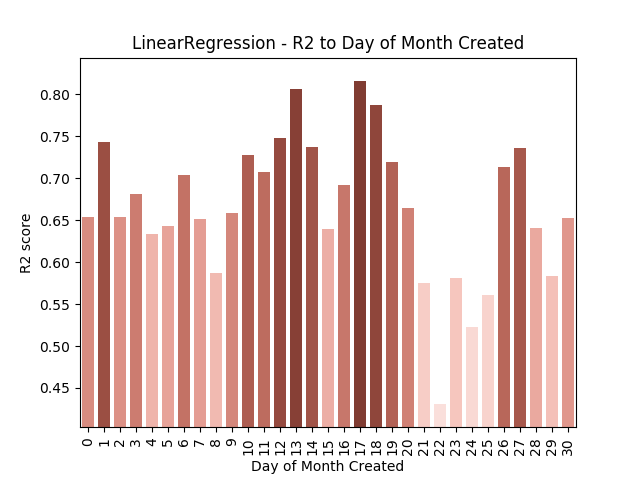 LinearRegression - R2 to Day of Month Created
R2 score
0.80
0.75
0.70
0.65
0.60
0.55
0.50
0.45
0 1 2 3 4 5 6 7 8 9 10 11 12 13 14 15 16 17 18 19 20 21 22 23 24 25 26 27 28 29 30
Day of Month Created